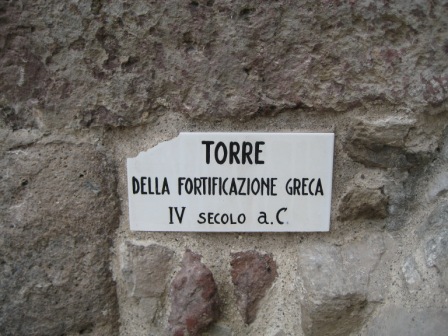 TORRE
DELLA FORTIFICAZIONE GRECA
IV SECOLO a.C.